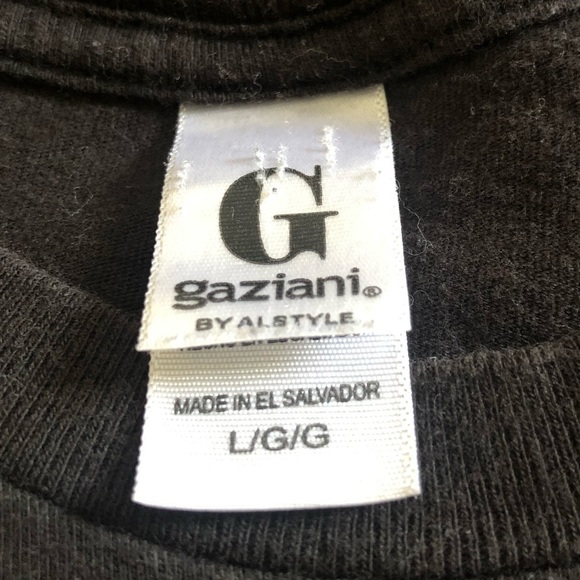 G
gaziani®
BY ALSTYLE
MADE IN EL SALVADOR
L/G/G